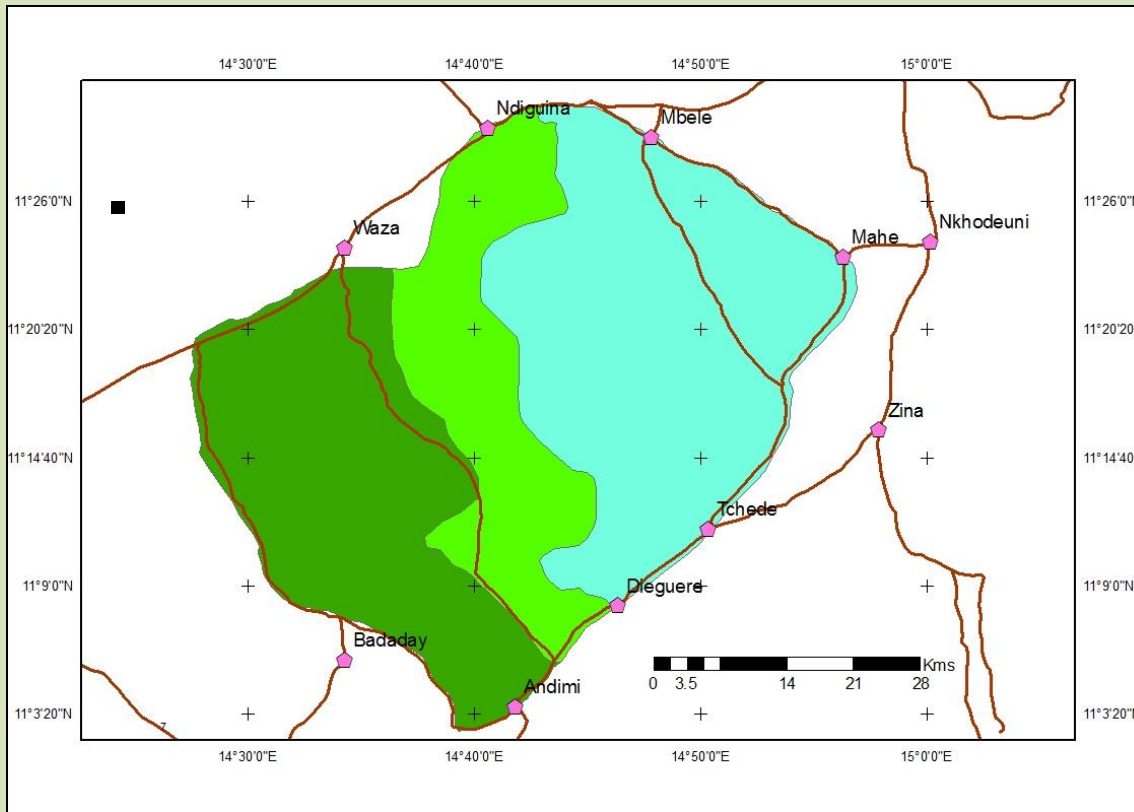 14°30'0"E 14°40'0"E 14°50'0"E 15°0'0"E
Ndiguina
Mbele
11°26'0"N 11°26'0"N
Waza
Nkhodeuni
Mahe
11°20'20"N 11°20'20"N
Zina
11°14'40"N 11°14'40"N
Tchede
11°9'0"N 11°9'0"N
Dieguere
Badaday
Kms
0 3.5 14 21 28
Andimi
11°3'20"N 11°3'20"N
7
14°30'0"E 14°40'0"E 14°50'0"E 15°0'0"E